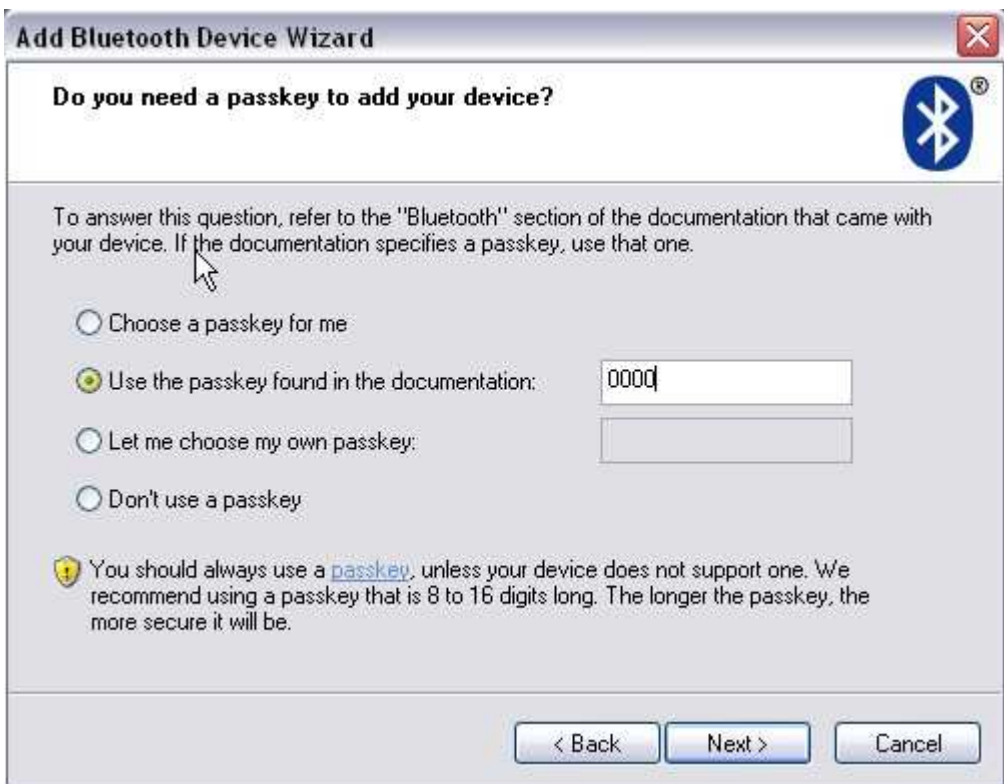 Add Bluetooth Device Wizard
Do you need a passkey to add your device?
®
To answer this question, refer to the "Bluetooth" section of the documentation that came with
your device. If the documentation specifies a passkey, use that one.
Choose a passkey for me
Use the passkey found in the documentation: 0000
Let me choose my own passkey:
Don't use a passkey
You should always use a passkey, unless your device does not support one. We
recommend using a passkey that is 8 to 16 digits long. The longer the passkey, the
more secure it will be.
< Back Next > Cancel